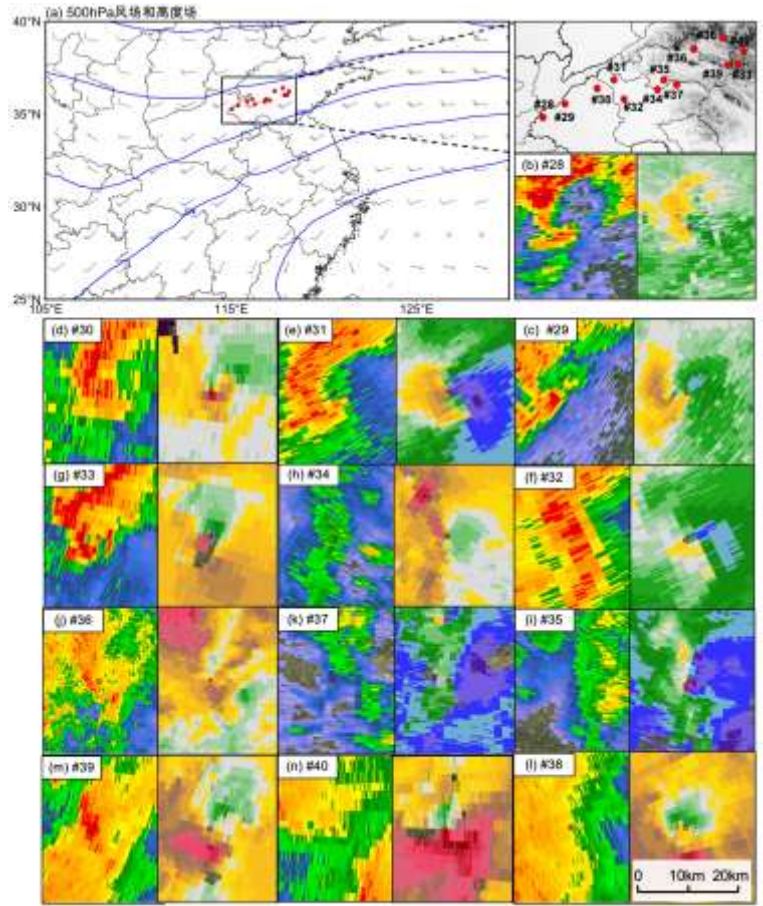 (a) 500hPa风场和高度场
40°N
35°N
30°N
25°N
105°E
115°E
125°E
#31
#35
#36
#39
#33
#30
#32
#34
#37
#28
#29
(b) #28
(d) #30
(e) #31
(c) #29
(g) #33
(h) #34
(f) #32
(j) #36
(k) #37
(i) #35
(m) #39
(n) #40
(l) #38
0 10km 20km